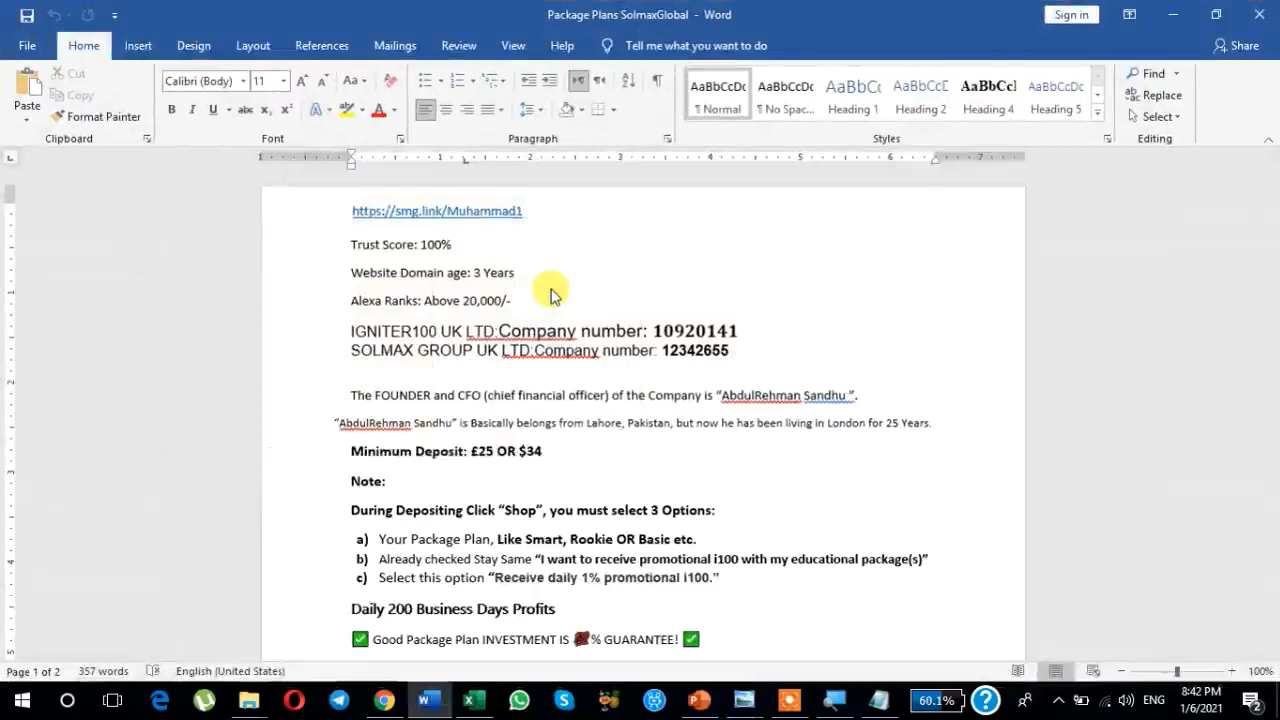 Package Plans SolmaxGlobal - Word
Sign in
File Home Insert Design Layout References Mailings Review View Help Tell me what you want to do Share
Paste
Cut
Copy
Format Painter
Clipboard
Calibri (Body) 11
Font
Paragraph
AaBbCcDc
¶ Normal
AaBbCcDc
¶ No Spac...
AaBbC
Heading 1
AaBbCcD
Heading 2
AaBbCcI
Heading 4
AaBbCcDc
Heading 5
Styles
Find
Replace
Select
Editing
https://smg.link/Muhammad1
Trust Score: 100%
Website Domain age: 3 Years
Alexa Ranks: Above 20,000/-
IGNITER100 UK LTD:Company number: 10920141
SOLMAX GROUP UK LTD:Company number: 12342655
The FOUNDER and CFO (chief financial officer) of the Company is “AbdulRehman Sandhu ”.
“AbdulRehman Sandhu” is Basically belongs from Lahore, Pakistan, but now he has been living in London for 25 Years.
Minimum Deposit: £25 OR $34
Note:
During Depositing Click “Shop”, you must select 3 Options:
a) Your Package Plan, Like Smart, Rookie OR Basic etc.
b) Already checked Stay Same “I want to receive promotional i100 with my educational package(s)”
c) Select this option “Receive daily 1% promotional i100.”
Daily 200 Business Days Profits
✅ Good Package Plan INVESTMENT IS % GUARANTEE! ✅
Page 1 of 2 357 words English (United States) 100%
60.1% ENG 8:42 PM
1/6/2021